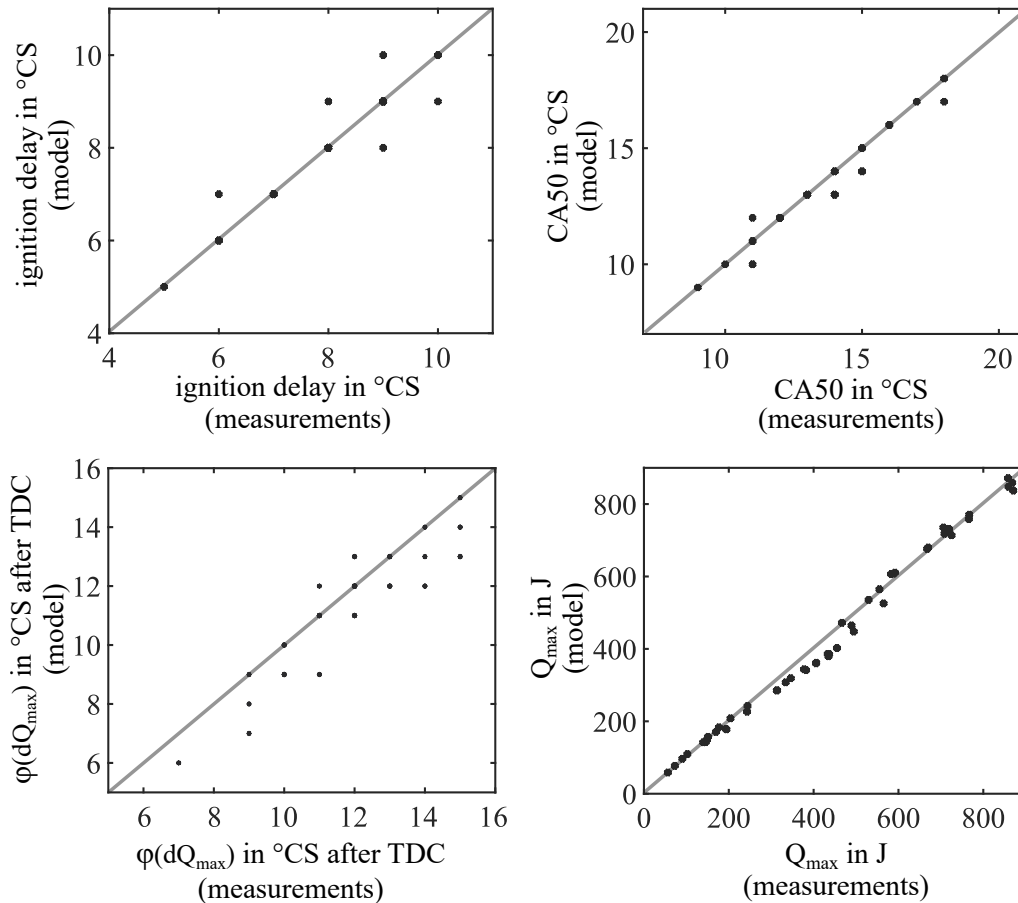 ignition delay in °CS
(model)
10
8
6
4
4
6
8
10
ignition delay in °CS
(measurements)
CA50 in °CS
(model)
20
15
10
10
15
20
CA50 in °CS
(measurements)
φ(dQmax) in °CS after TDC
(model)
16
14
12
10
8
6
6
8
10
12
14
16
φ(dQmax) in °CS after TDC
(measurements)
Qmax in J
(model)
800
600
400
200
0
0
200
400
600
800
Qmax in J
(measurements)